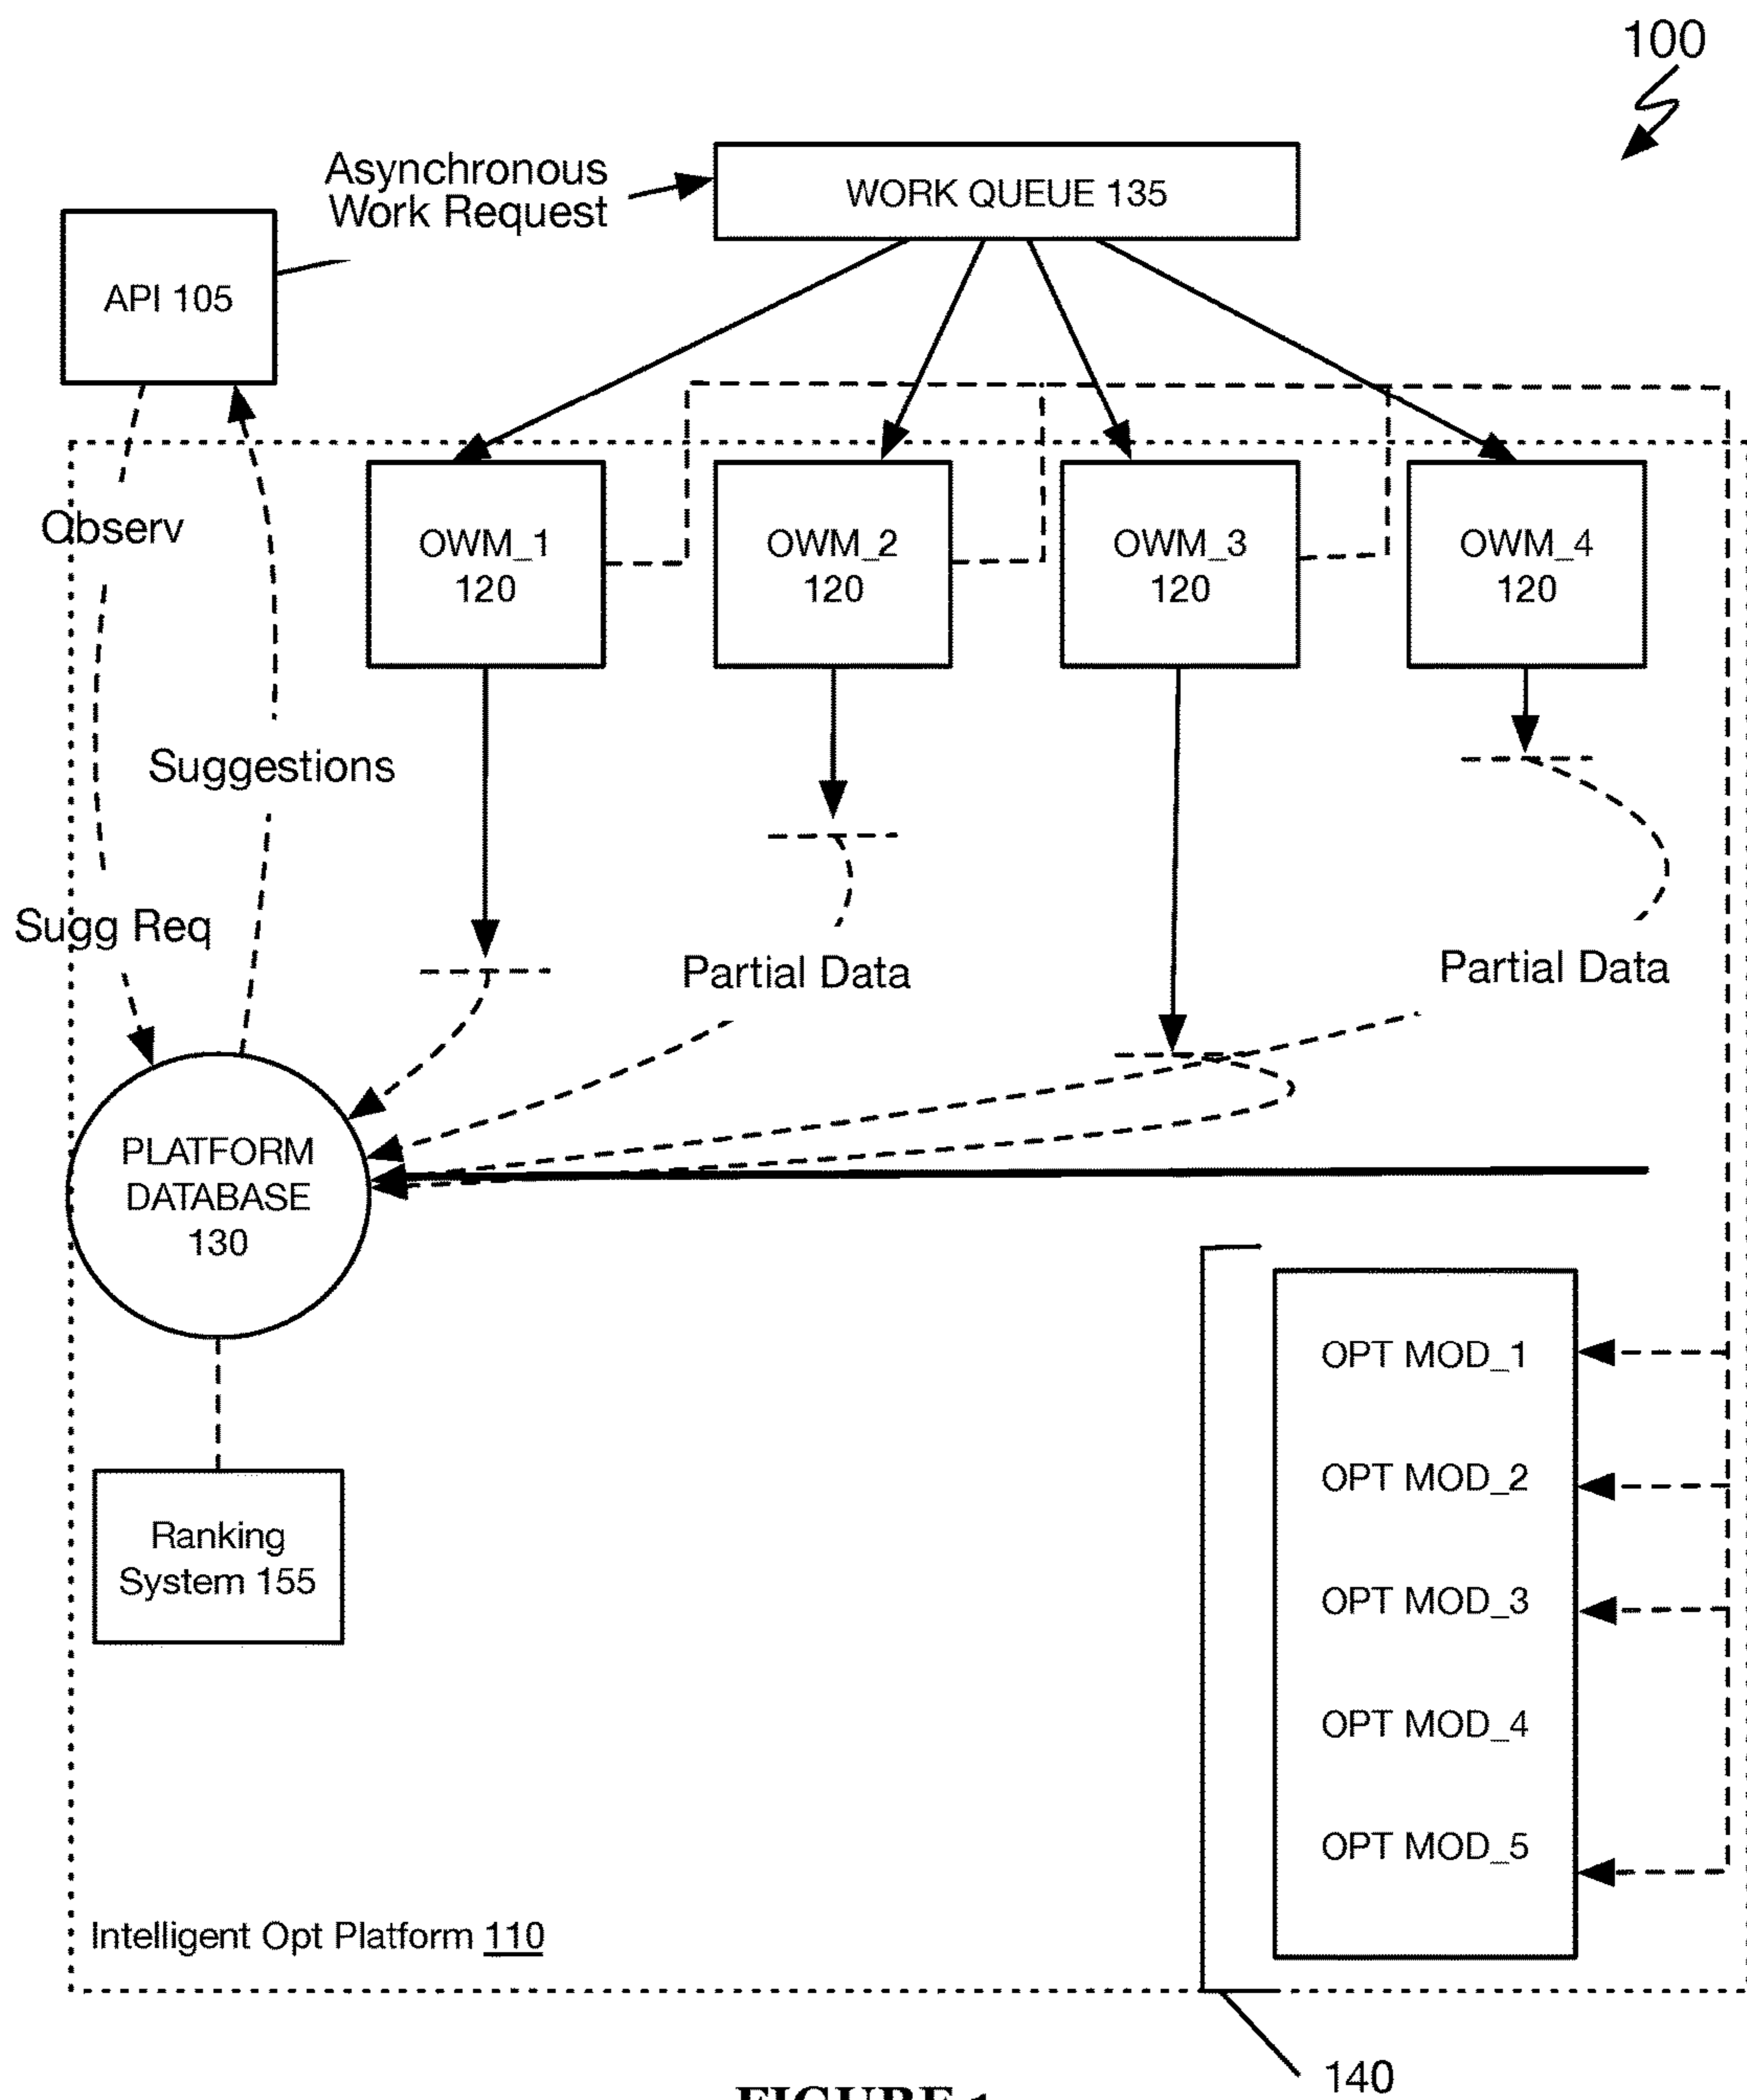 100
Asynchronous
Work Request
WORK QUEUE 135
API 105
Observ
OWM_1
120
OWM_2
120
OWM_3
120
OWM_4
120
Suggestions
Sugg Req
Partial Data
Partial Data
PLATFORM
DATABASE
130
OPT MOD_1
OPT MOD_2
OPT MOD_3
OPT MOD_4
OPT MOD_5
Ranking
System 155
Intelligent Opt Platform 110
140
FIGURE 1